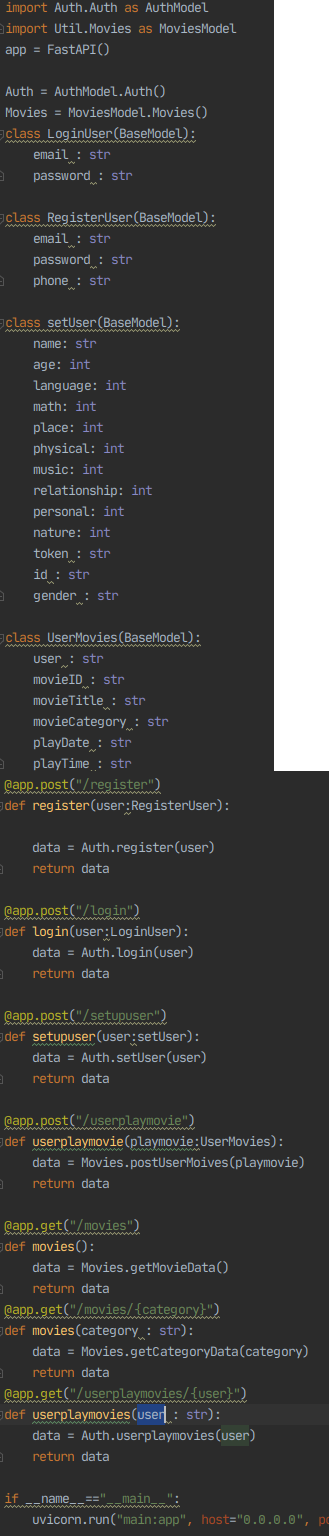 import Auth.Auth as AuthModel
import Util.Movies as MoviesModel
app = FastAPI()
Auth = AuthModel.Auth()
Movies = MoviesModel.Movies()
class LoginUser(BaseModel):
    email : str
    password : str
class RegisterUser(BaseModel):
    email : str
    password : str
    phone : str
class setUser(BaseModel):
    name: str
    age: int
    language: int
    math: int
    place: int
    physical: int
    music: int
    relationship: int
    personal: int
    nature: int
    token : str
    id : str
    gender : str
class UserMovies(BaseModel):
    user : str
    movieID : str
    movieTitle : str
    movieCategory : str
    playDate : str
    playTime : str
@app.post("/register")
def register(user:RegisterUser):
    data = Auth.register(user)
    return data
@app.post("/login")
def login(user:LoginUser):
    data = Auth.login(user)
    return data
@app.post("/setupuser")
def setupuser(user:setUser):
    data = Auth.setUser(user)
    return data
@app.post("/userplaymovie")
def userplaymovie(playmovie:UserMovies):
    data = Movies.postUserMoives(playmovie)
    return data
@app.get("/movies")
def movies():
    data = Movies.getMovieData()
    return data
@app.get("/movies/{category}")
def movies(category : str):
    data = Movies.getCategoryData(category)
    return data
@app.get("/userplaymovies/{user}")
def userplaymovies(user : str):
    data = Auth.userplaymovies(user)
    return data
if __name__=="__main__":
    uvicorn.run("main:app", host="0.0.0.0",